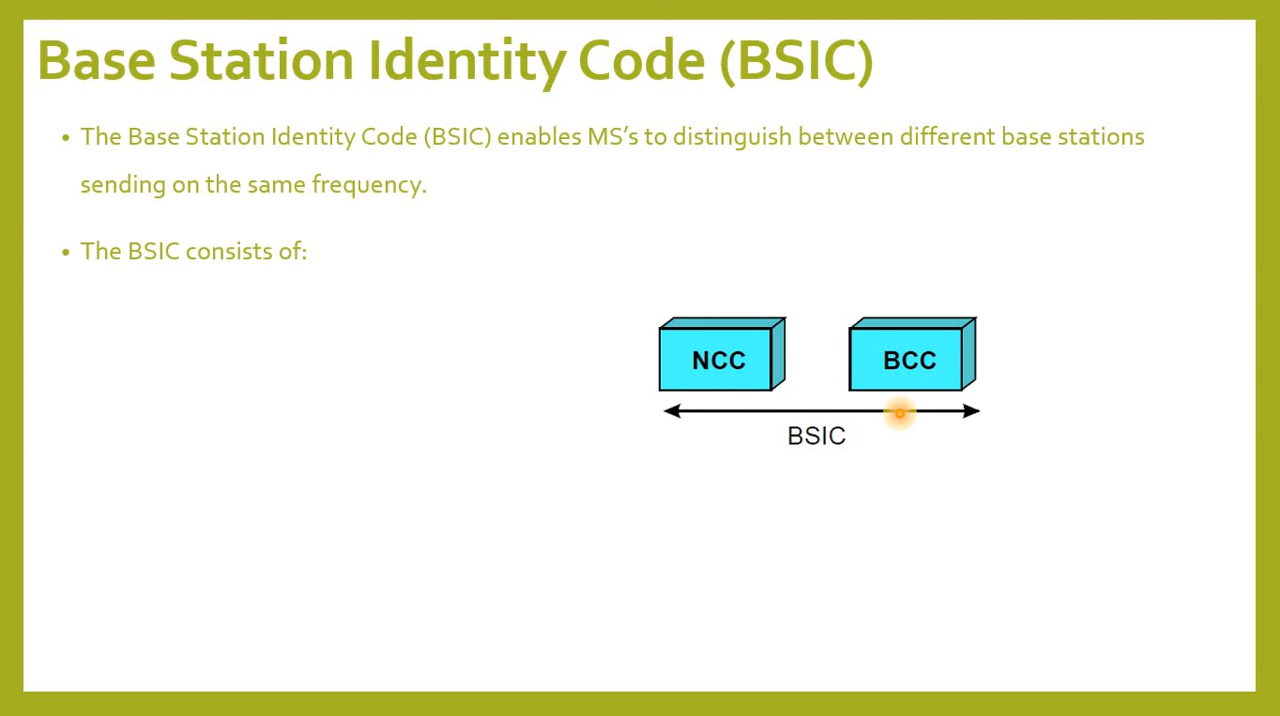 Base Station Identity Code (BSIC)
• The Base Station Identity Code (BSIC) enables MS’s to distinguish between different base stations
sending on the same frequency.
• The BSIC consists of:
NCC BCC
BSIC